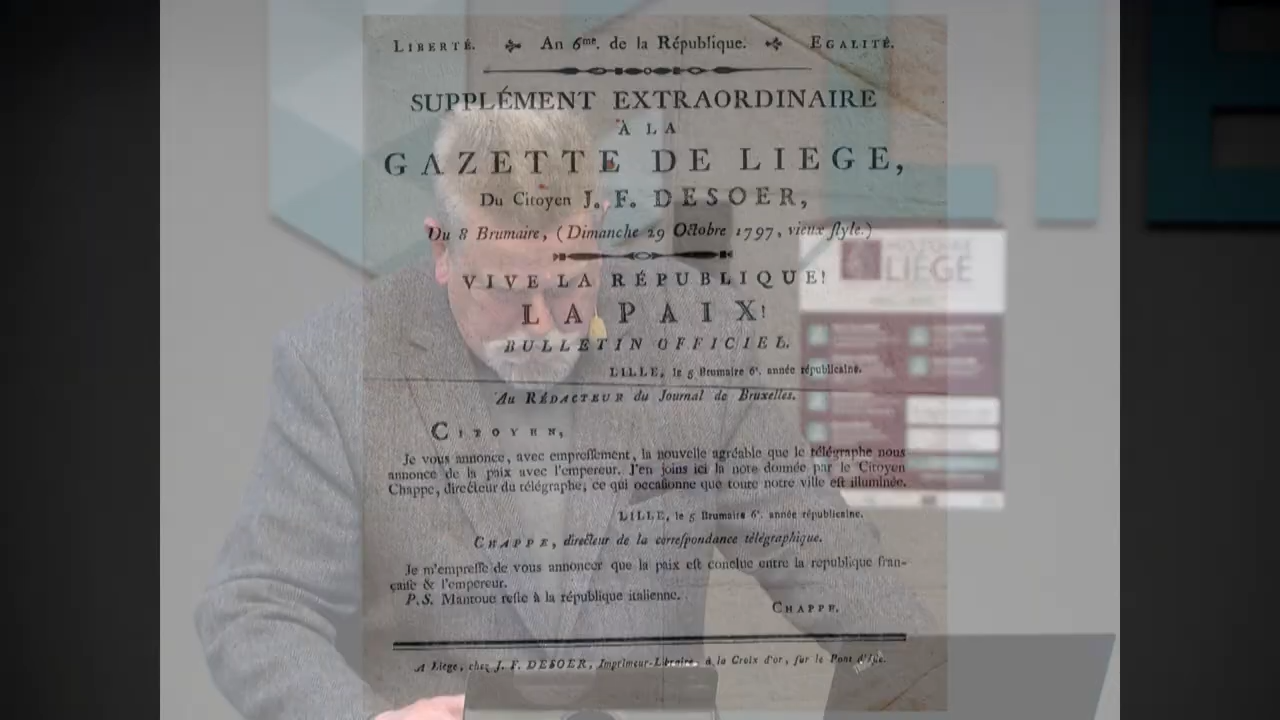 LIBERTÉ. An 6me. de la République. EGALITÉ.
SUPPLÉMENT EXTRAORDINAIRE
À LA
GAZETTE DE LIEGE,
Du Citoyen J. F. DESOER,
Du 8 Brumaire, (Dimanche 29 Octobre 1797, vieux ſtyle.)
VIVE LA RÉPUBLIQUE!
LA PAIX!
BULLETIN OFFICIEL.
LILLE, le 5 Brumaire 6e. année républicaine.
Au RÉDACTEUR du Journal de Bruxelles.
CITOYEN,
Je vous annonce, avec empreſſement, la nouvelle agréable que le télégraphe nous
annonce de la paix avec l'empereur. J'en joins ici la note donnée par le Citoyen
Chappe, directeur du télégraphe; ce qui occaſionne que toute notre ville eſt illuminée.
LILLE, le 5 Brumaire 6e. année républicaine.
CHAPPE, directeur de la correſpondance télégraphique.
Je m'empreſſe de vous annoncer que la paix eſt conclue entre la république fran-
çaiſe & l'empereur.
P.S. Mantoue reſte à la république italienne.
CHAPPE.
A Liege, chez J. F. DESOER, Imprimeur-Libraire, à la Croix d'or, ſur le Pont d'Iſle.
HISTOIRE
LIÈGE